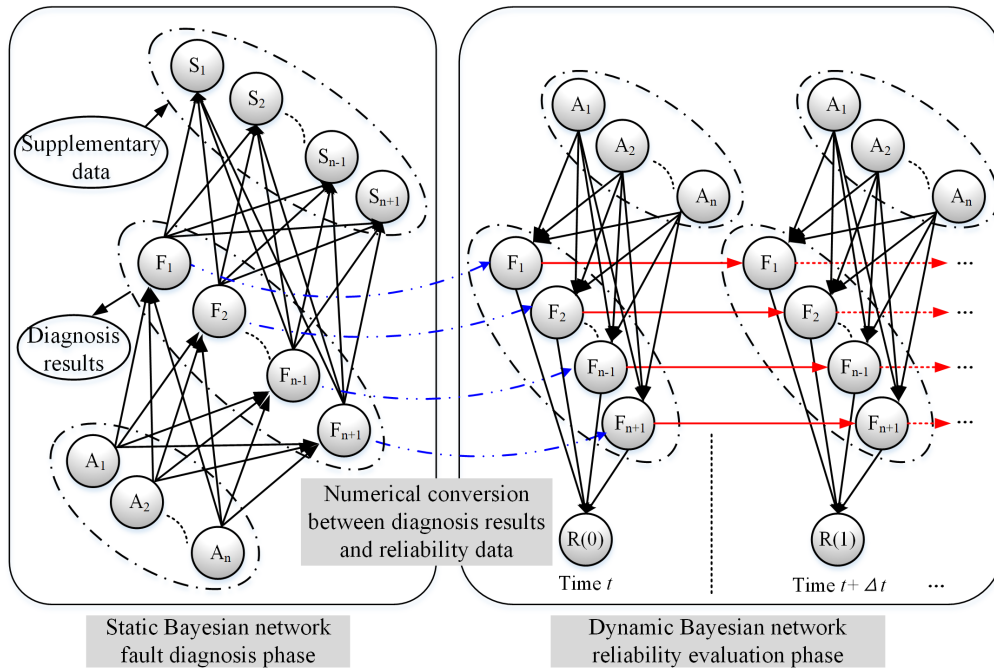 S₁
S₂
Sₙ₋₁
Sₙ₊₁
Supplementary
data
F₁
F₂
Fₙ₋₁
Fₙ₊₁
Diagnosis
results
A₁
A₂
Aₙ
Numerical conversion
between diagnosis results
and reliability data
Static Bayesian network
fault diagnosis phase
A₁
A₂
Aₙ
F₁
F₂
Fₙ₋₁
Fₙ₊₁
R(0)
Time t
A₁
A₂
Aₙ
F₁ ...
F₂ ...
Fₙ₋₁ ...
Fₙ₊₁ ...
R(1)
Time t+ Δt ...
Dynamic Bayesian network
reliability evaluation phase